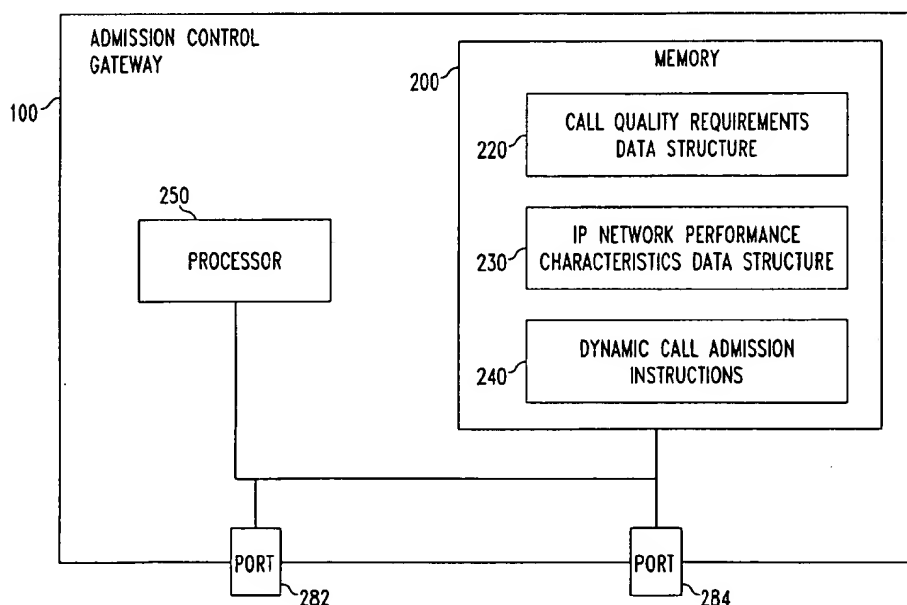 ADMISSION CONTROL
GATEWAY
100
200
MEMORY
220
CALL QUALITY REQUIREMENTS
DATA STRUCTURE
230
IP NETWORK PERFORMANCE
CHARACTERISTICS DATA STRUCTURE
240
DYNAMIC CALL ADMISSION
INSTRUCTIONS
250
PROCESSOR
PORT
282
PORT
284